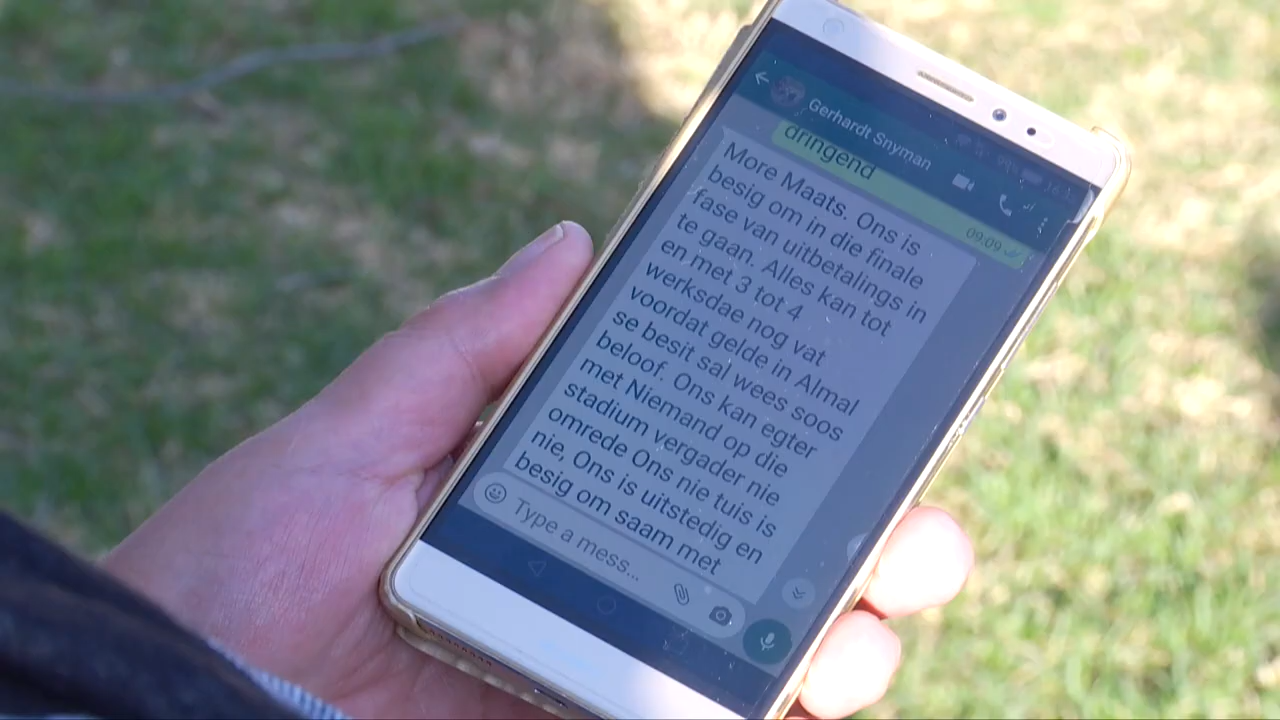 Gerhardt Snyman
dringend
09:09
More Maats. Ons is
besig om in die finale
fase van uitbetalings in
te gaan. Alles kan tot
en met 3 tot 4
werksdae nog vat
voordat gelde in Almal
se besit sal wees soos
beloof. Ons kan egter
met Niemand op die
stadium vergader nie
omrede Ons nie tuis is
nie, Ons is uitstedig en
besig om saam met
Type a mess...